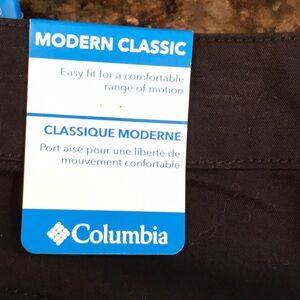 MODERN CLASSIC
Easy fit for a comfortable
range of motion
CLASSIQUE MODERNE
Port aisé pour une liberté de
mouvement confortable
Columbia